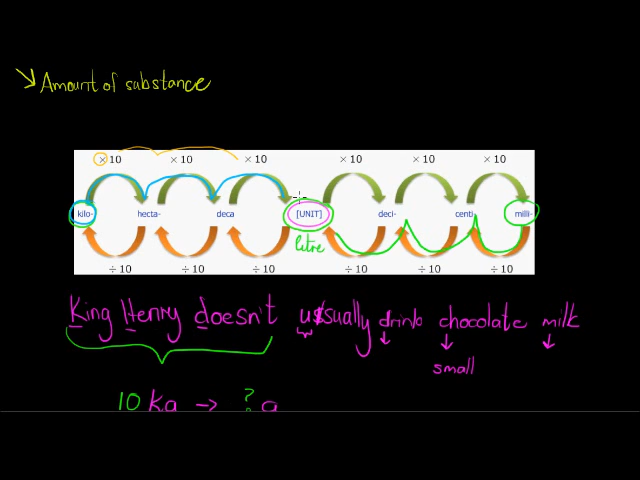 Amount of substance
× 10 × 10 × 10 × 10 × 10 × 10
kilo- hecta- deca [UNIT] deci- centi milli-
litre
÷ 10 ÷ 10 ÷ 10 ÷ 10 ÷ 10 ÷ 10
King Henry doesn't usually drink chocolate milk
small
10 Kg → ? g